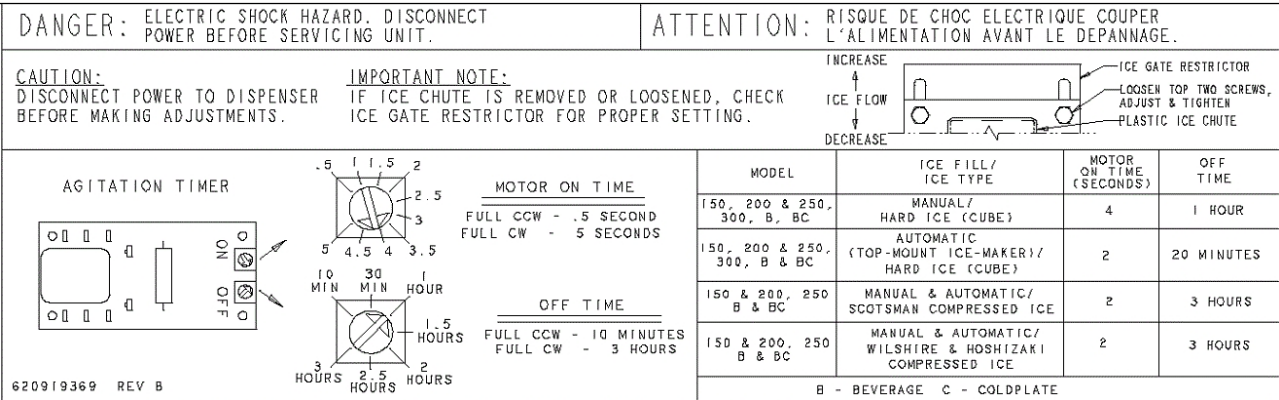 DANGER: ELECTRIC SHOCK HAZARD. DISCONNECT
POWER BEFORE SERVICING UNIT.
ATTENTION: RISQUE DE CHOC ELECTRIQUE COUPER
L'ALIMENTATION AVANT LE DEPANNAGE.
CAUTION:
DISCONNECT POWER TO DISPENSER
BEFORE MAKING ADJUSTMENTS.
IMPORTANT NOTE:
IF ICE CHUTE IS REMOVED OR LOOSENED, CHECK
ICE GATE RESTRICTOR FOR PROPER SETTING.
INCREASE
ICE FLOW
DECREASE
ICE GATE RESTRICTOR
LOOSEN TOP TWO SCREWS,
ADJUST & TIGHTEN
PLASTIC ICE CHUTE
AGITATION TIMER
ON
OFF
.5 1 1.5 2
2.5
3
5 4.5 4 3.5
MOTOR ON TIME
FULL CCW - .5 SECOND
FULL CW - 5 SECONDS
10 MIN 30 MIN 1 HOUR
1.5 HOURS
3 HOURS 2.5 HOURS 2 HOURS
OFF TIME
FULL CCW - 10 MINUTES
FULL CW - 3 HOURS
620919369 REV B
MODEL
ICE FILL/
ICE TYPE
MOTOR
ON TIME
(SECONDS)
OFF
TIME
150, 200 & 250,
300, B, BC
MANUAL/
HARD ICE (CUBE)
4
1 HOUR
150, 200 & 250,
300, B & BC
AUTOMATIC
(TOP-MOUNT ICE-MAKER)/
HARD ICE (CUBE)
2
20 MINUTES
150 & 200, 250
B & BC
MANUAL & AUTOMATIC/
SCOTSMAN COMPRESSED ICE
2
3 HOURS
150 & 200, 250
B & BC
MANUAL & AUTOMATIC/
WILSHIRE & HOSHIZAKI
COMPRESSED ICE
2
3 HOURS
B - BEVERAGE C - COLDPLATE